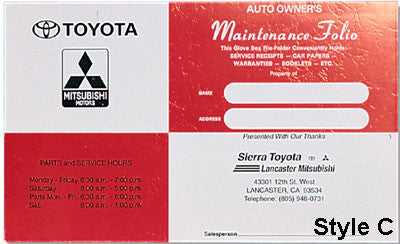 TOYOTA
MITSUBISHI
MOTORS
AUTO OWNER'S
Maintenance Folio
This Glove Box File-Folder Conveniently Holds
SERVICE RECEIPTS — CAR PAPERS —
WARRANTIES — BOOKLETS — ETC.
Property of
NAME
ADDRESS
PARTS and SERVICE HOURS
Monday - Friday 6:30 a.m. - 7:00 p.m.
Saturday 8:00 a.m. - 5:00 p.m.
Parts Mon. - Fri. 6:30 a.m. - 6:00 p.m.
Sat. 8:00 a.m. - 1:00 p.m.
Presented With Our Thanks
Sierra Toyota
Lancaster Mitsubishi
43301 12th St. West
LANCASTER, CA 93534
Telephone: (805) 948-0731
Salesperson
Style C